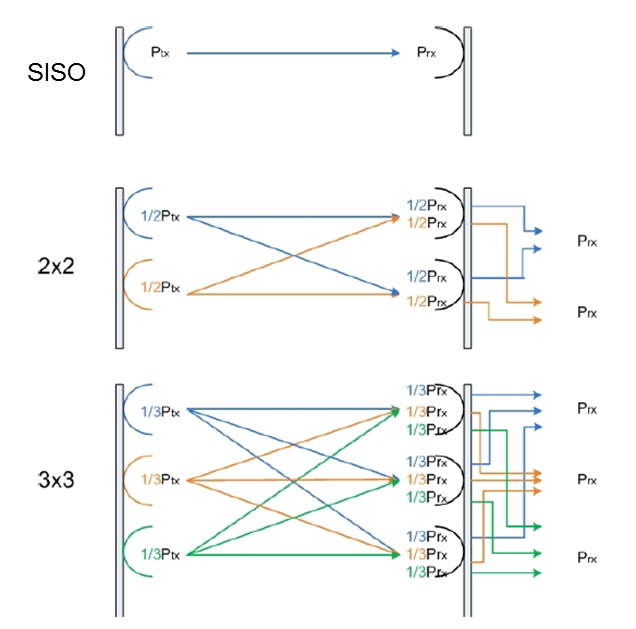 SISO
Ptx
Prx
2x2
1/2Ptx
1/2Ptx
1/2Prx
1/2Prx
1/2Prx
1/2Prx
Prx
Prx
3x3
1/3Ptx
1/3Ptx
1/3Ptx
1/3Prx
1/3Prx
1/3Prx
1/3Prx
1/3Prx
1/3Prx
1/3Prx
1/3Prx
1/3Prx
Prx
Prx
Prx